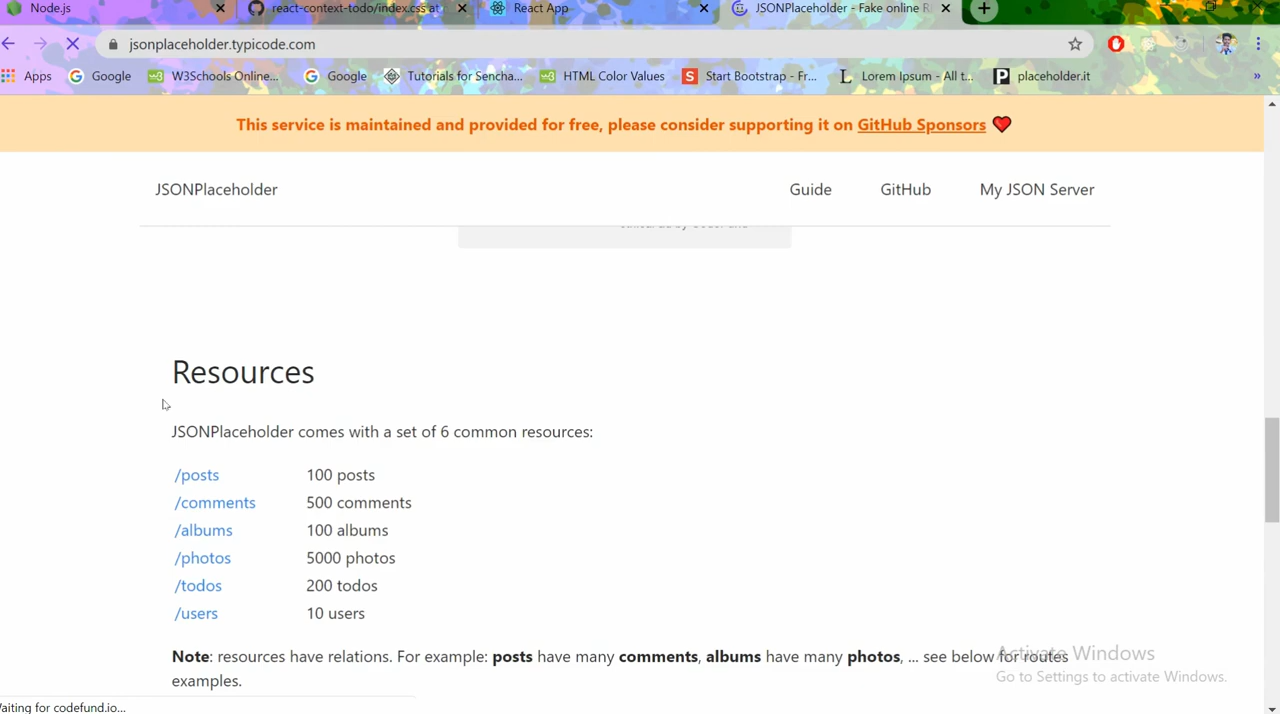 Node.js
react-context-todo/index.css at
React App
JSONPlaceholder - Fake online R
jsonplaceholder.typicode.com
Apps
Google
W3Schools Online...
Google
Tutorials for Sencha...
HTML Color Values
S
Start Bootstrap - Fr...
L
Lorem Ipsum - All t...
P
placeholder.it
»
This service is maintained and provided for free, please consider supporting it on GitHub Sponsors
JSONPlaceholder
Guide
GitHub
My JSON Server
Resources
JSONPlaceholder comes with a set of 6 common resources:
/posts 100 posts
/comments 500 comments
/albums 100 albums
/photos 5000 photos
/todos 200 todos
/users 10 users
Note: resources have relations. For example: posts have many comments, albums have many photos, ... see below for routes
examples.
Activate Windows
Go to Settings to activate Windows.
Waiting for codefund.io...